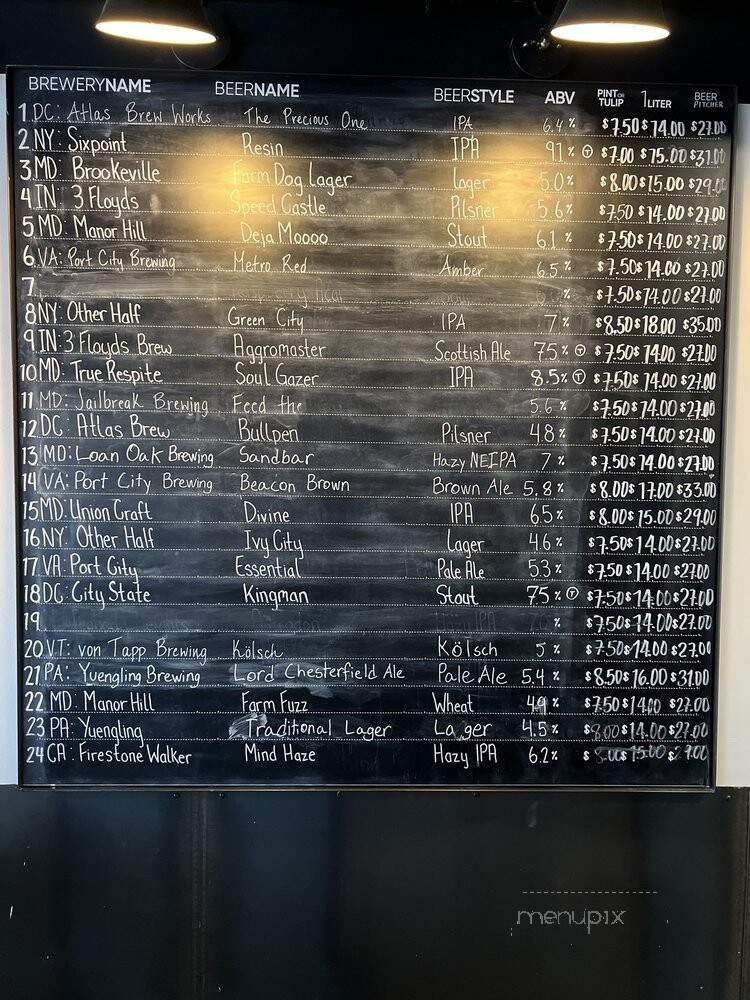 BREWERYNAME BEERNAME BEERSTYLE ABV PINT OR TULIP 1 LITER BEER PITCHER
1 DC: Atlas Brew Works The Precious One IPA 6.4% $7.50 $14.00 $27.00
2 NY: Sixpoint Resin IPA 9.1% T $7.00 $15.00 $31.00
3 MD: Brookeville Farm Dog Lager Lager 5.0% $8.00 $15.00 $29.00
4 IN: 3 Floyds Speed Castle Pilsner 5.6% $7.50 $14.00 $27.00
5 MD: Manor Hill Deja Moooo Stout 6.1% $7.50 $14.00 $27.00
6 VA: Port City Brewing Metro Red Amber 6.5% $7.50 $14.00 $27.00
7 $7.50 $14.00 $27.00
8 NY: Other Half Green City IPA 7% $8.50 $18.00 $35.00
9 IN: 3 Floyds Brew Aggromaster Scottish Ale 75% T $7.50 $14.00 $27.00
10 MD: True Respite Soul Gazer IPA 8.5% T $7.50 $14.00 $27.00
11 MD: Jailbreak Brewing Feed the 5.6% $7.50 $14.00 $27.00
12 DC: Atlas Brew Bullpen Pilsner 4.8% $7.50 $14.00 $27.00
13 MD: Loan Oak Brewing Sandbar Hazy NEIPA 7% $7.50 $14.00 $27.00
14 VA: Port City Brewing Beacon Brown Brown Ale 5.8% $8.00 17.00 $33.00
15 MD: Union Craft Divine IPA 65% $8.00 $15.00 $29.00
16 NY: Other Half Ivy City Lager 4.6% $7.50 $14.00 $27.00
17 VA: Port City Essential Pale Ale 53% $7.50 $14.00 $27.00
18 DC: City State Kingman Stout 75% T $7.50 $14.00 $27.00
19 % $7.50 $14.00 $27.00
20 VT: von Tapp Brewing Kölsch Kölsch 5% $7.50 $14.00 $27.00
21 PA: Yuengling Brewing Lord Chesterfield Ale Pale Ale 5.4% $8.50 $16.00 $31.00
22 MD: Manor Hill Farm Fuzz Wheat 4.9% $7.50 $14.00 $27.00
23 PA: Yuengling Traditonal Lager Lager 4.5% $8.00 $14.00 $27.00
24 CA: Firestone Walker Mind Haze Hazy IPA 6.2% $ 8.00 $15.00 $27.00
menupix